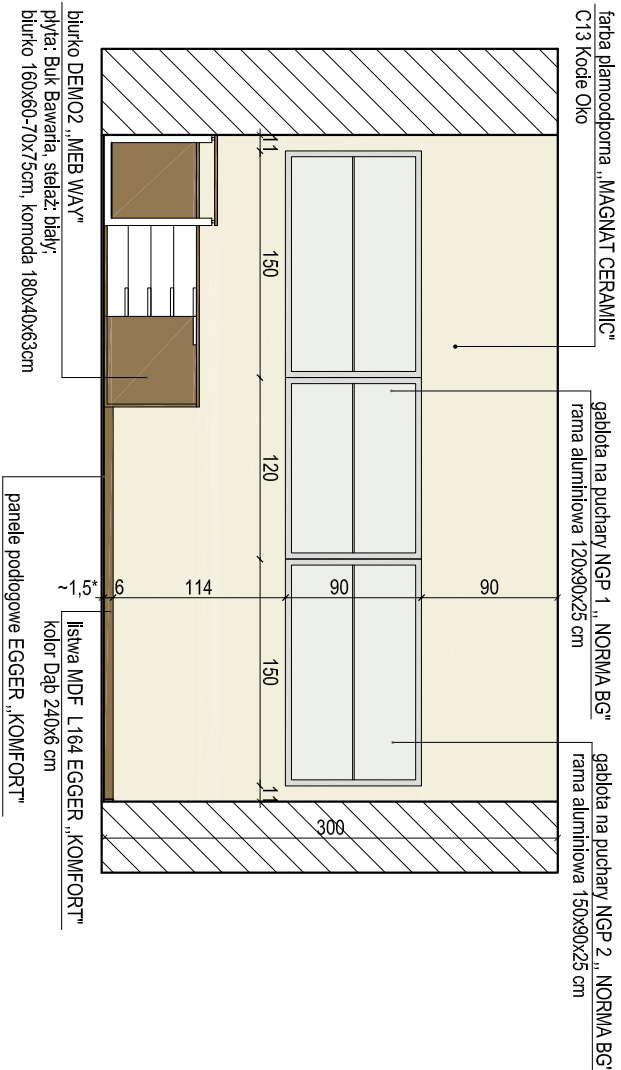 farba plamoodporna ,,MAGNAT CERAMIC"
C13 Kocie Oko
gablota na puchary NGP 1 ,, NORMA BG"
rama aluminiowa 120x90x25 cm
gablota na puchary NGP 2 ,, NORMA BG"
rama aluminiowa 150x90x25 cm
11
150
120
150
11
90
90
114
6
~1,5*
300
biurko DEMO2 ,,MEB WAY"
płyta: Buk Bawaria, stelaż: biały;
biurko 160x60-70x75cm, komoda 180x40x63cm
listwa MDF L164 EGGER ,,KOMFORT"
kolor Dąb 240x6 cm
panele podłogowe EGGER ,,KOMFORT"